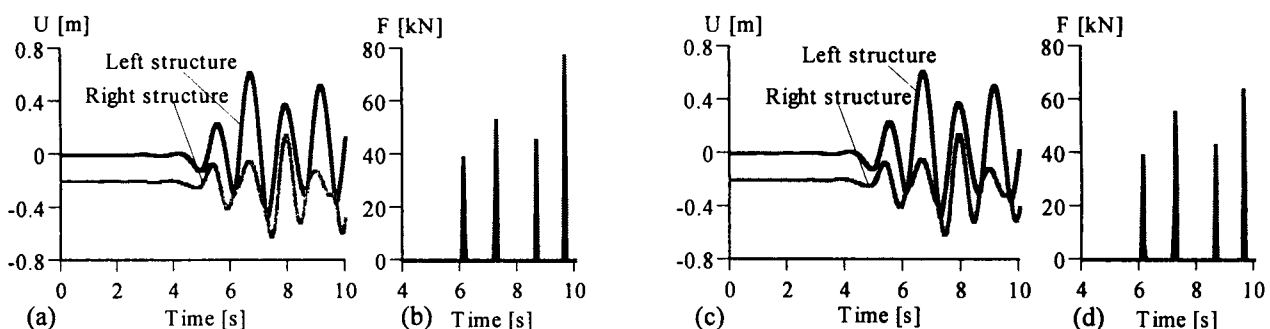 U [m]
0.8
0.4
0
-0.4
-0.8
Left structure
Right structure
0 2 4 6 8 10
(a) Time [s]
F [kN]
80
60
40
20
0
4 6 8 10
(b) Time [s]
U [m]
0.8
0.4
0
-0.4
-0.8
Left structure
Right structure
0 2 4 6 8 10
(c) Time [s]
F [kN]
80
60
40
20
0
4 6 8 10
(d) Time [s]